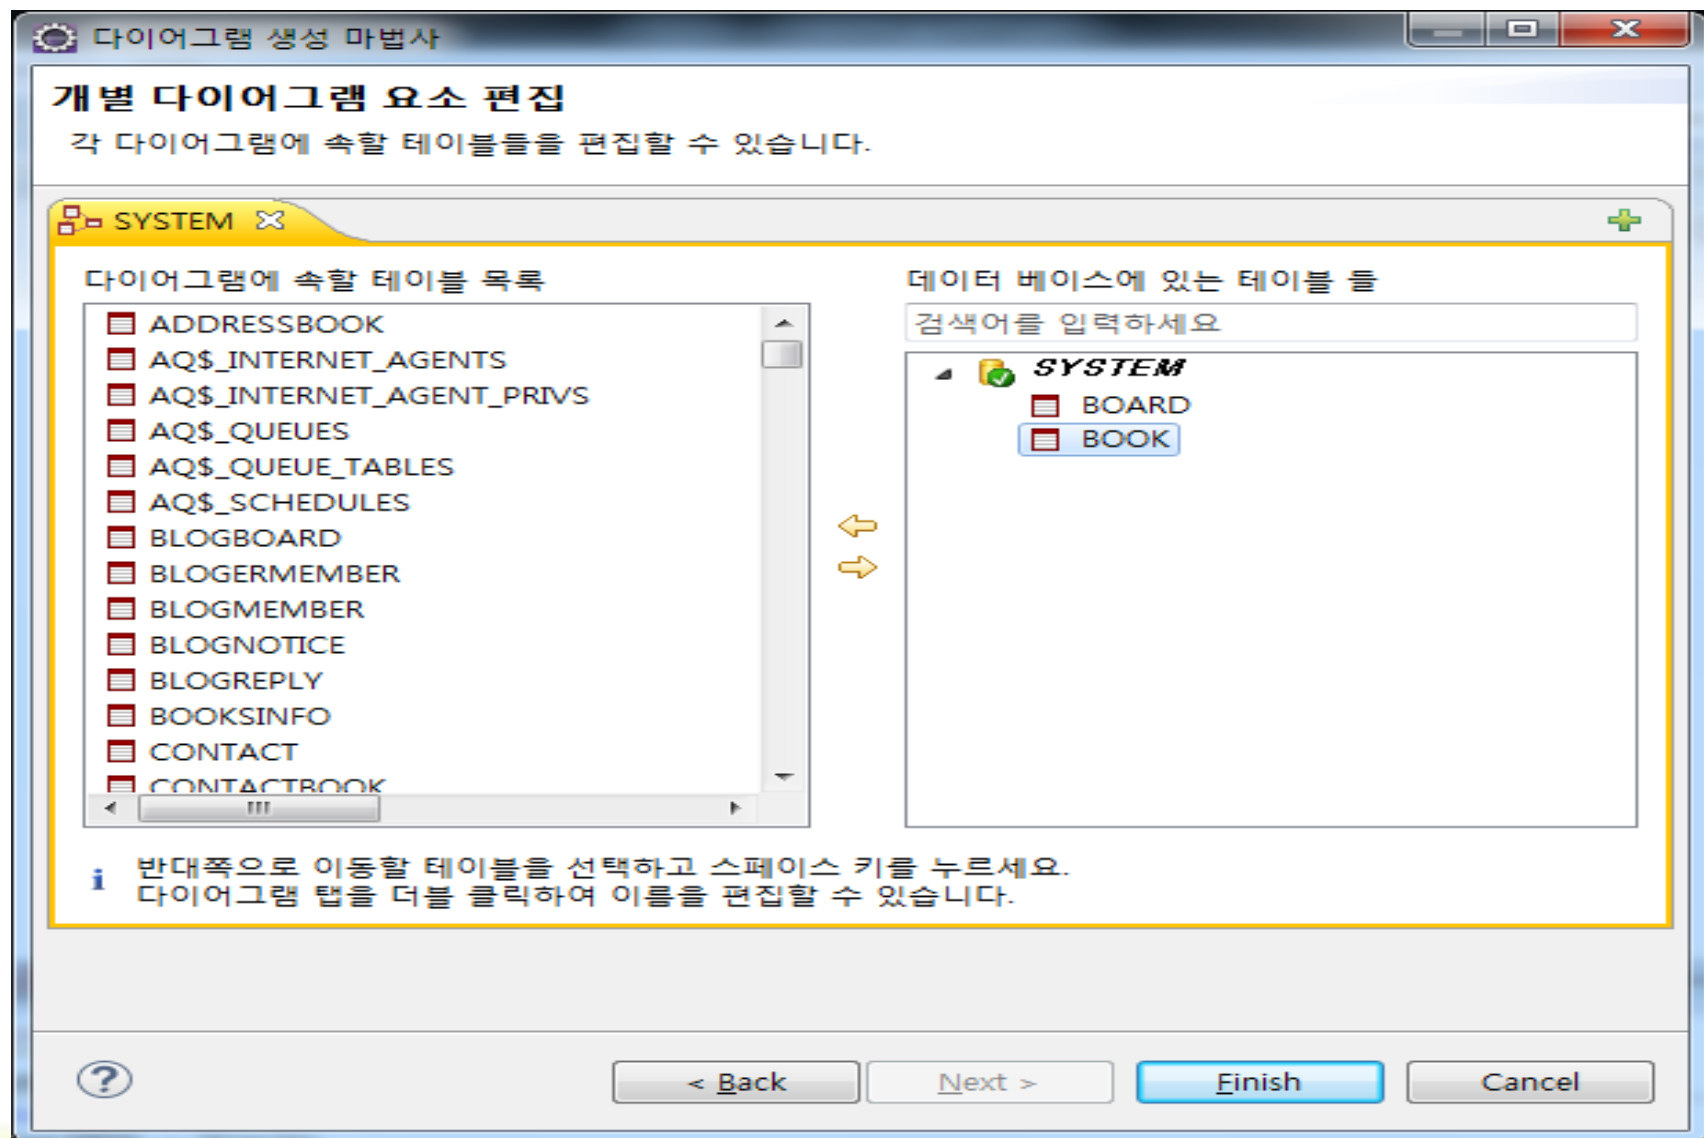 다이어그램 생성 마법사
개별 다이어그램 요소 편집
각 다이어그램에 속할 테이블들을 편집할 수 있습니다.
SYSTEM
다이어그램에 속할 테이블 목록
ADDRESSBOOK
AQ$_INTERNET_AGENTS
AQ$_INTERNET_AGENT_PRIVS
AQ$_QUEUES
AQ$_QUEUE_TABLES
AQ$_SCHEDULES
BLOGBOARD
BLOGERMEMBER
BLOGMEMBER
BLOGNOTICE
BLOGREPLY
BOOKSINFO
CONTACT
CONTACTBOOK
데이터 베이스에 있는 테이블 들
검색어를 입력하세요
SYSTEM
BOARD
BOOK
반대쪽으로 이동할 테이블을 선택하고 스페이스 키를 누르세요.
다이어그램 탭을 더블 클릭하여 이름을 편집할 수 있습니다.
< Back
Next >
Finish
Cancel